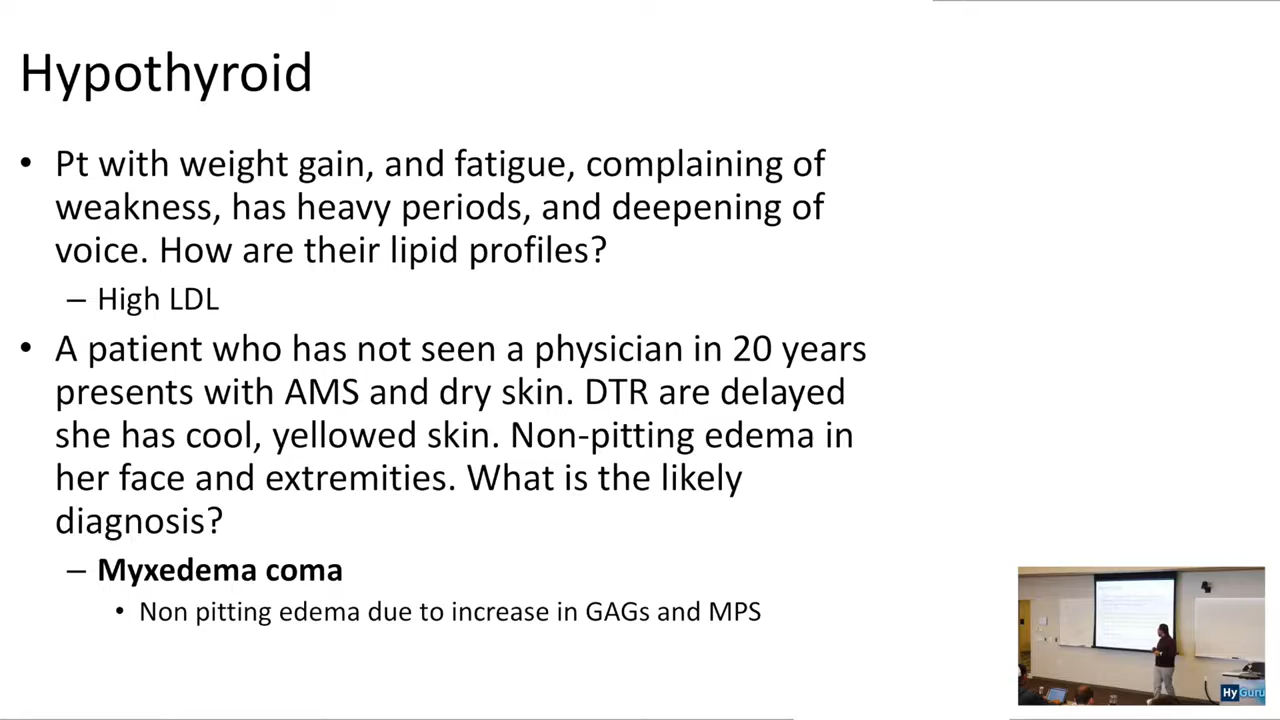 Hypothyroid
• Pt with weight gain, and fatigue, complaining of
weakness, has heavy periods, and deepening of
voice. How are their lipid profiles?
– High LDL
• A patient who has not seen a physician in 20 years
presents with AMS and dry skin. DTR are delayed
she has cool, yellowed skin. Non-pitting edema in
her face and extremities. What is the likely
diagnosis?
– Myxedema coma
• Non pitting edema due to increase in GAGs and MPS
HyGuru